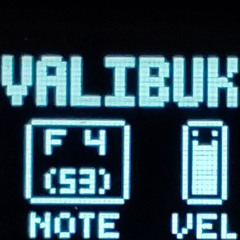 VALIBUK
F 4
(53)
NOTE VEL